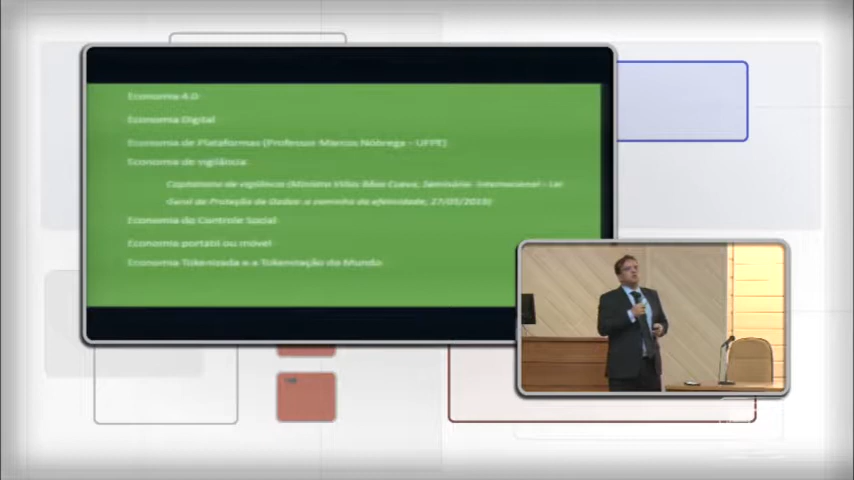 Economia 4.0
Economia Digital
Economia de Plataformas (Professor Marcos Nóbrega - UFPE)
Economia de vigilância:
Capitalismo de vigilância (Ministro Villas Bôas Cueva, Seminário Internacional - Lei
Geral de Proteção de Dados: a caminho da efetividade, 27/05/2019)
Economia do Controle Social
Economia portátil ou móvel
Economia Tokenizada e a Tokenização do Mundo